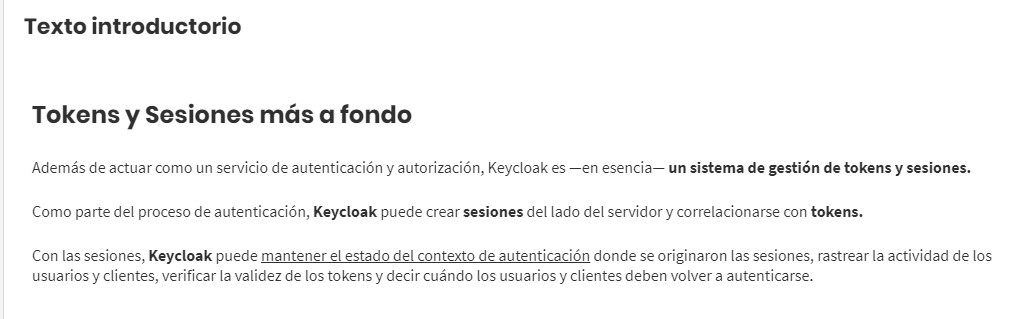 Texto introductorio
Tokens y Sesiones más a fondo
Además de actuar como un servicio de autenticación y autorización, Keycloak es —en esencia— un sistema de gestión de tokens y sesiones.
Como parte del proceso de autenticación, Keycloak puede crear sesiones del lado del servidor y correlacionarse con tokens.
Con las sesiones, Keycloak puede mantener el estado del contexto de autenticación donde se originaron las sesiones, rastrear la actividad de los
usuarios y clientes, verificar la validez de los tokens y decir cuándo los usuarios y clientes deben volver a autenticarse.